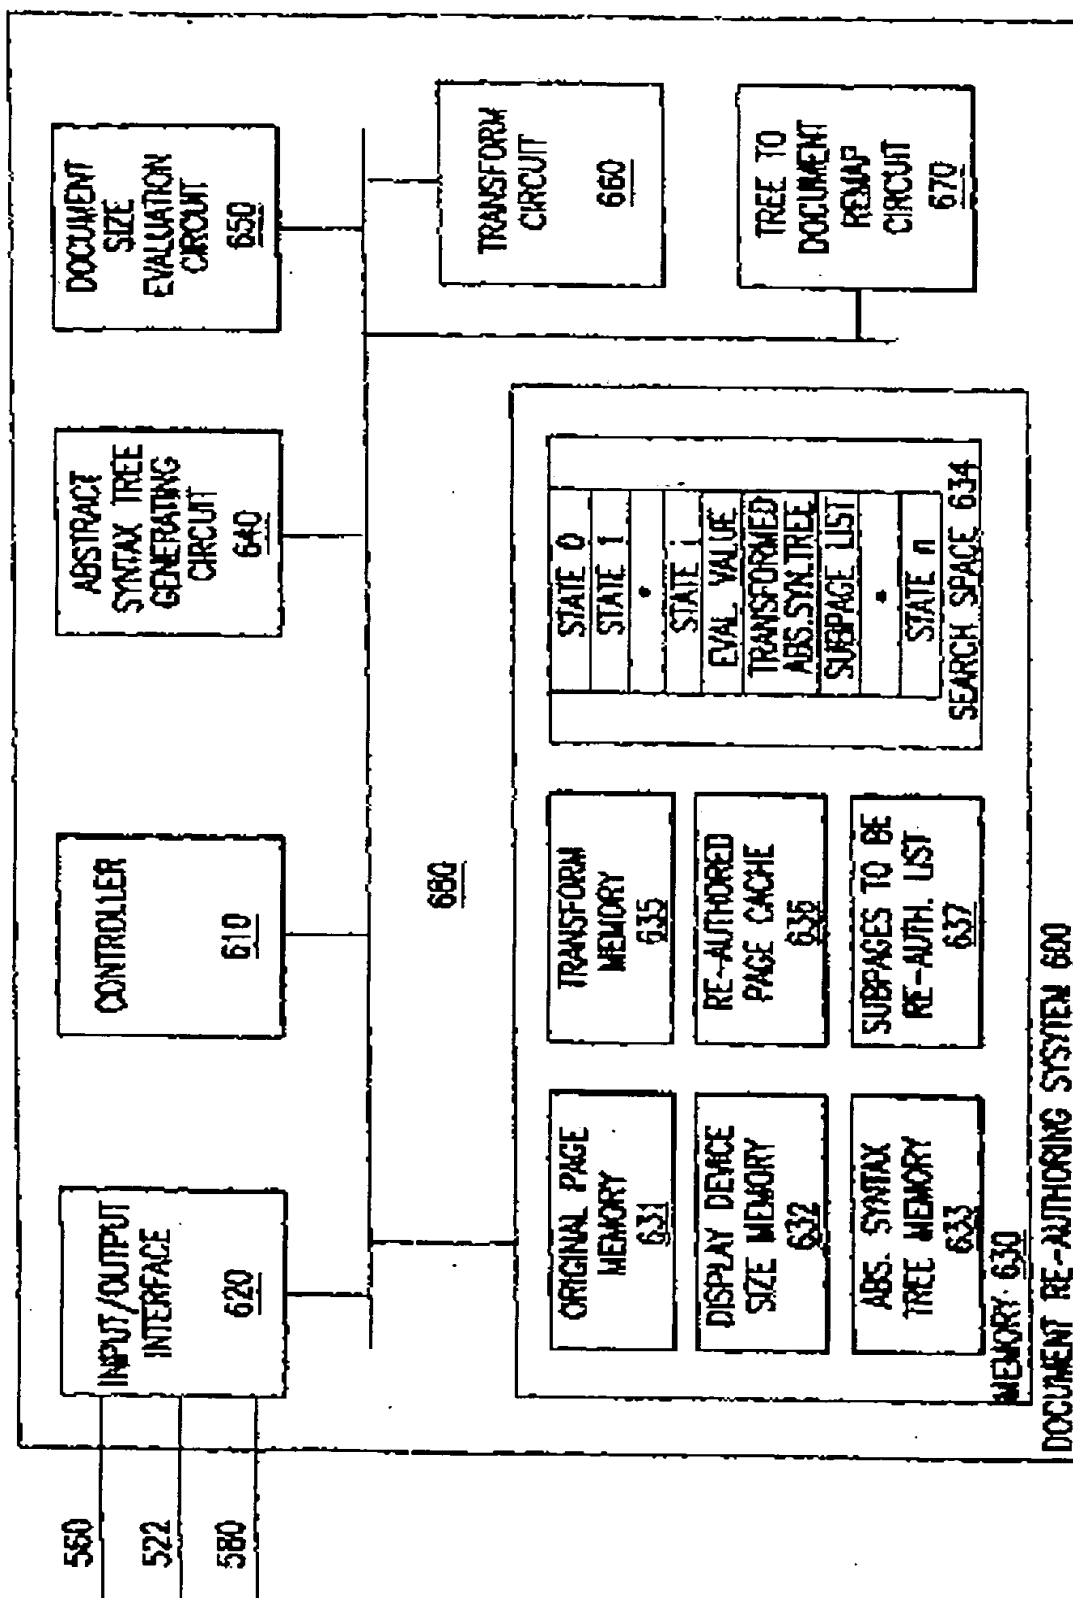 560
522
580
INPUT/OUTPUT
INTERFACE
620
CONTROLLER
610
ABSTRACT
SYNTAX TREE
GENERATING
CIRCUIT
640
DOCUMENT
SIZE
EVALUATION
CIRCUIT
650
680
TRANSFORM
CIRCUIT
660
TREE TO
DOCUMENT
REMAP
CIRCUIT
670
ORIGINAL PAGE
MEMORY
631
DISPLAY DEVICE
SIZE MEMORY
632
ABS. SYNTAX
TREE MEMORY
633
TRANSFORM
MEMORY
635
RE-AUTHORED
PAGE CACHE
636
SUBPAGES TO BE
RE-AUTH. LIST
637
STATE 0
STATE 1
•
STATE i
EVAL VALUE
TRANSFORMED
ABS.SYN.TREE
SUBPAGE LIST
•
STATE n
SEARCH SPACE 634
MEMORY 630
DOCUMENT RE-AUTHORING SYSYTEM 600